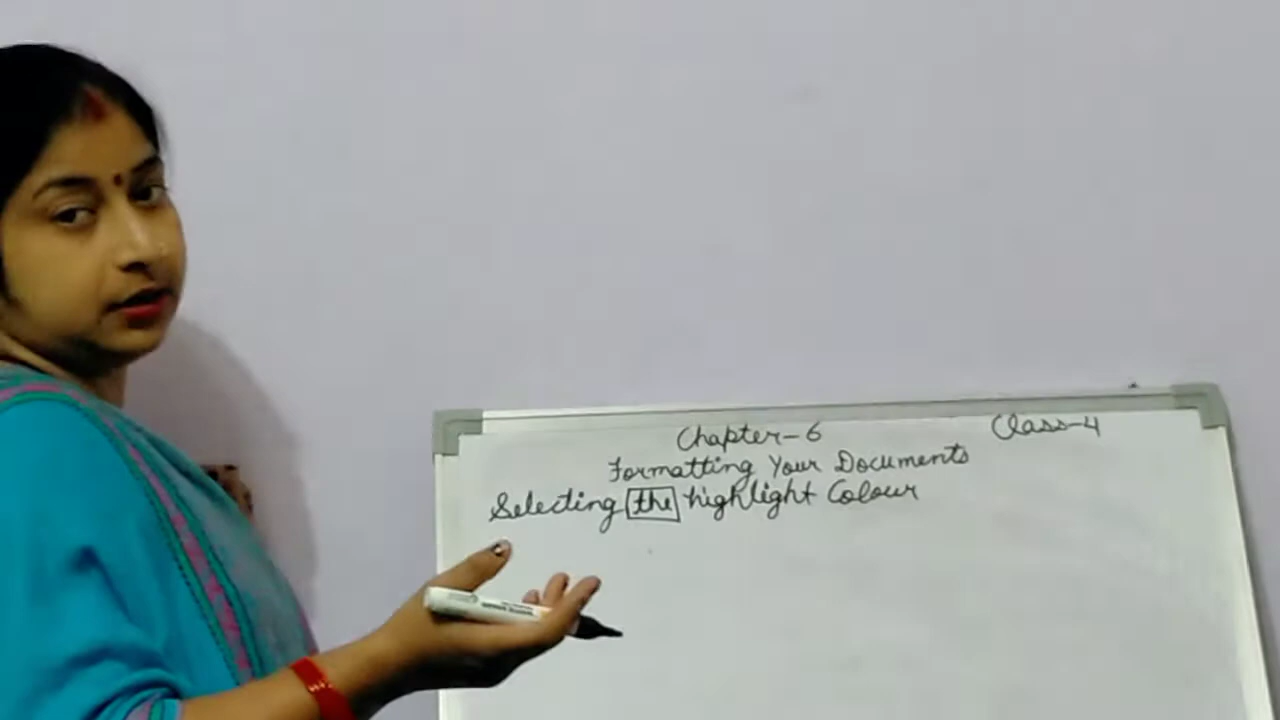 Chapter-6
Class-4
Formatting Your Documents
Selecting the highlight Colour